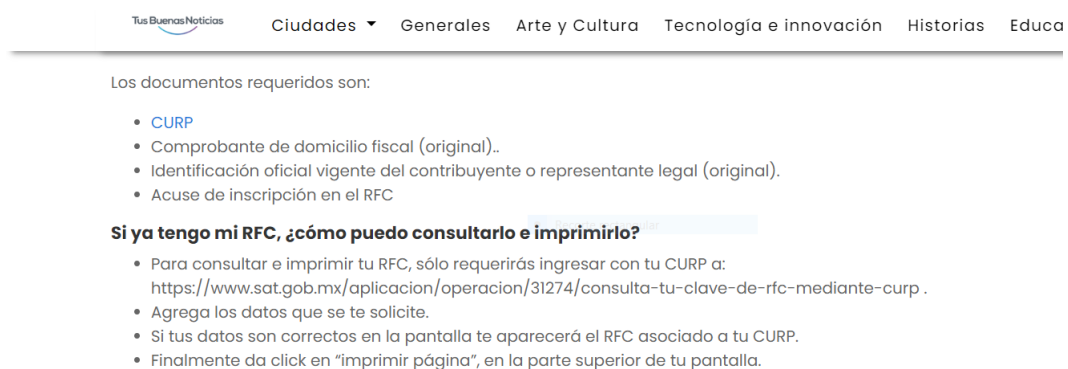 Tus Buenas Noticias
Ciudades Generales Arte y Cultura Tecnología e innovación Historias Educa
Los documentos requeridos son:
CURP
Comprobante de domicilio fiscal (original)..
Identificación oficial vigente del contribuyente o representante legal (original).
Acuse de inscripción en el RFC
Si ya tengo mi RFC, ¿cómo puedo consultarlo e imprimirlo?
Para consultar e imprimir tu RFC, sólo requerirás ingresar con tu CURP a:
https://www.sat.gob.mx/aplicacion/operacion/31274/consulta-tu-clave-de-rfc-mediante-curp .
Agrega los datos que se te solicite.
Si tus datos son correctos en la pantalla te aparecerá el RFC asociado a tu CURP.
Finalmente da click en “imprimir página”, en la parte superior de tu pantalla.